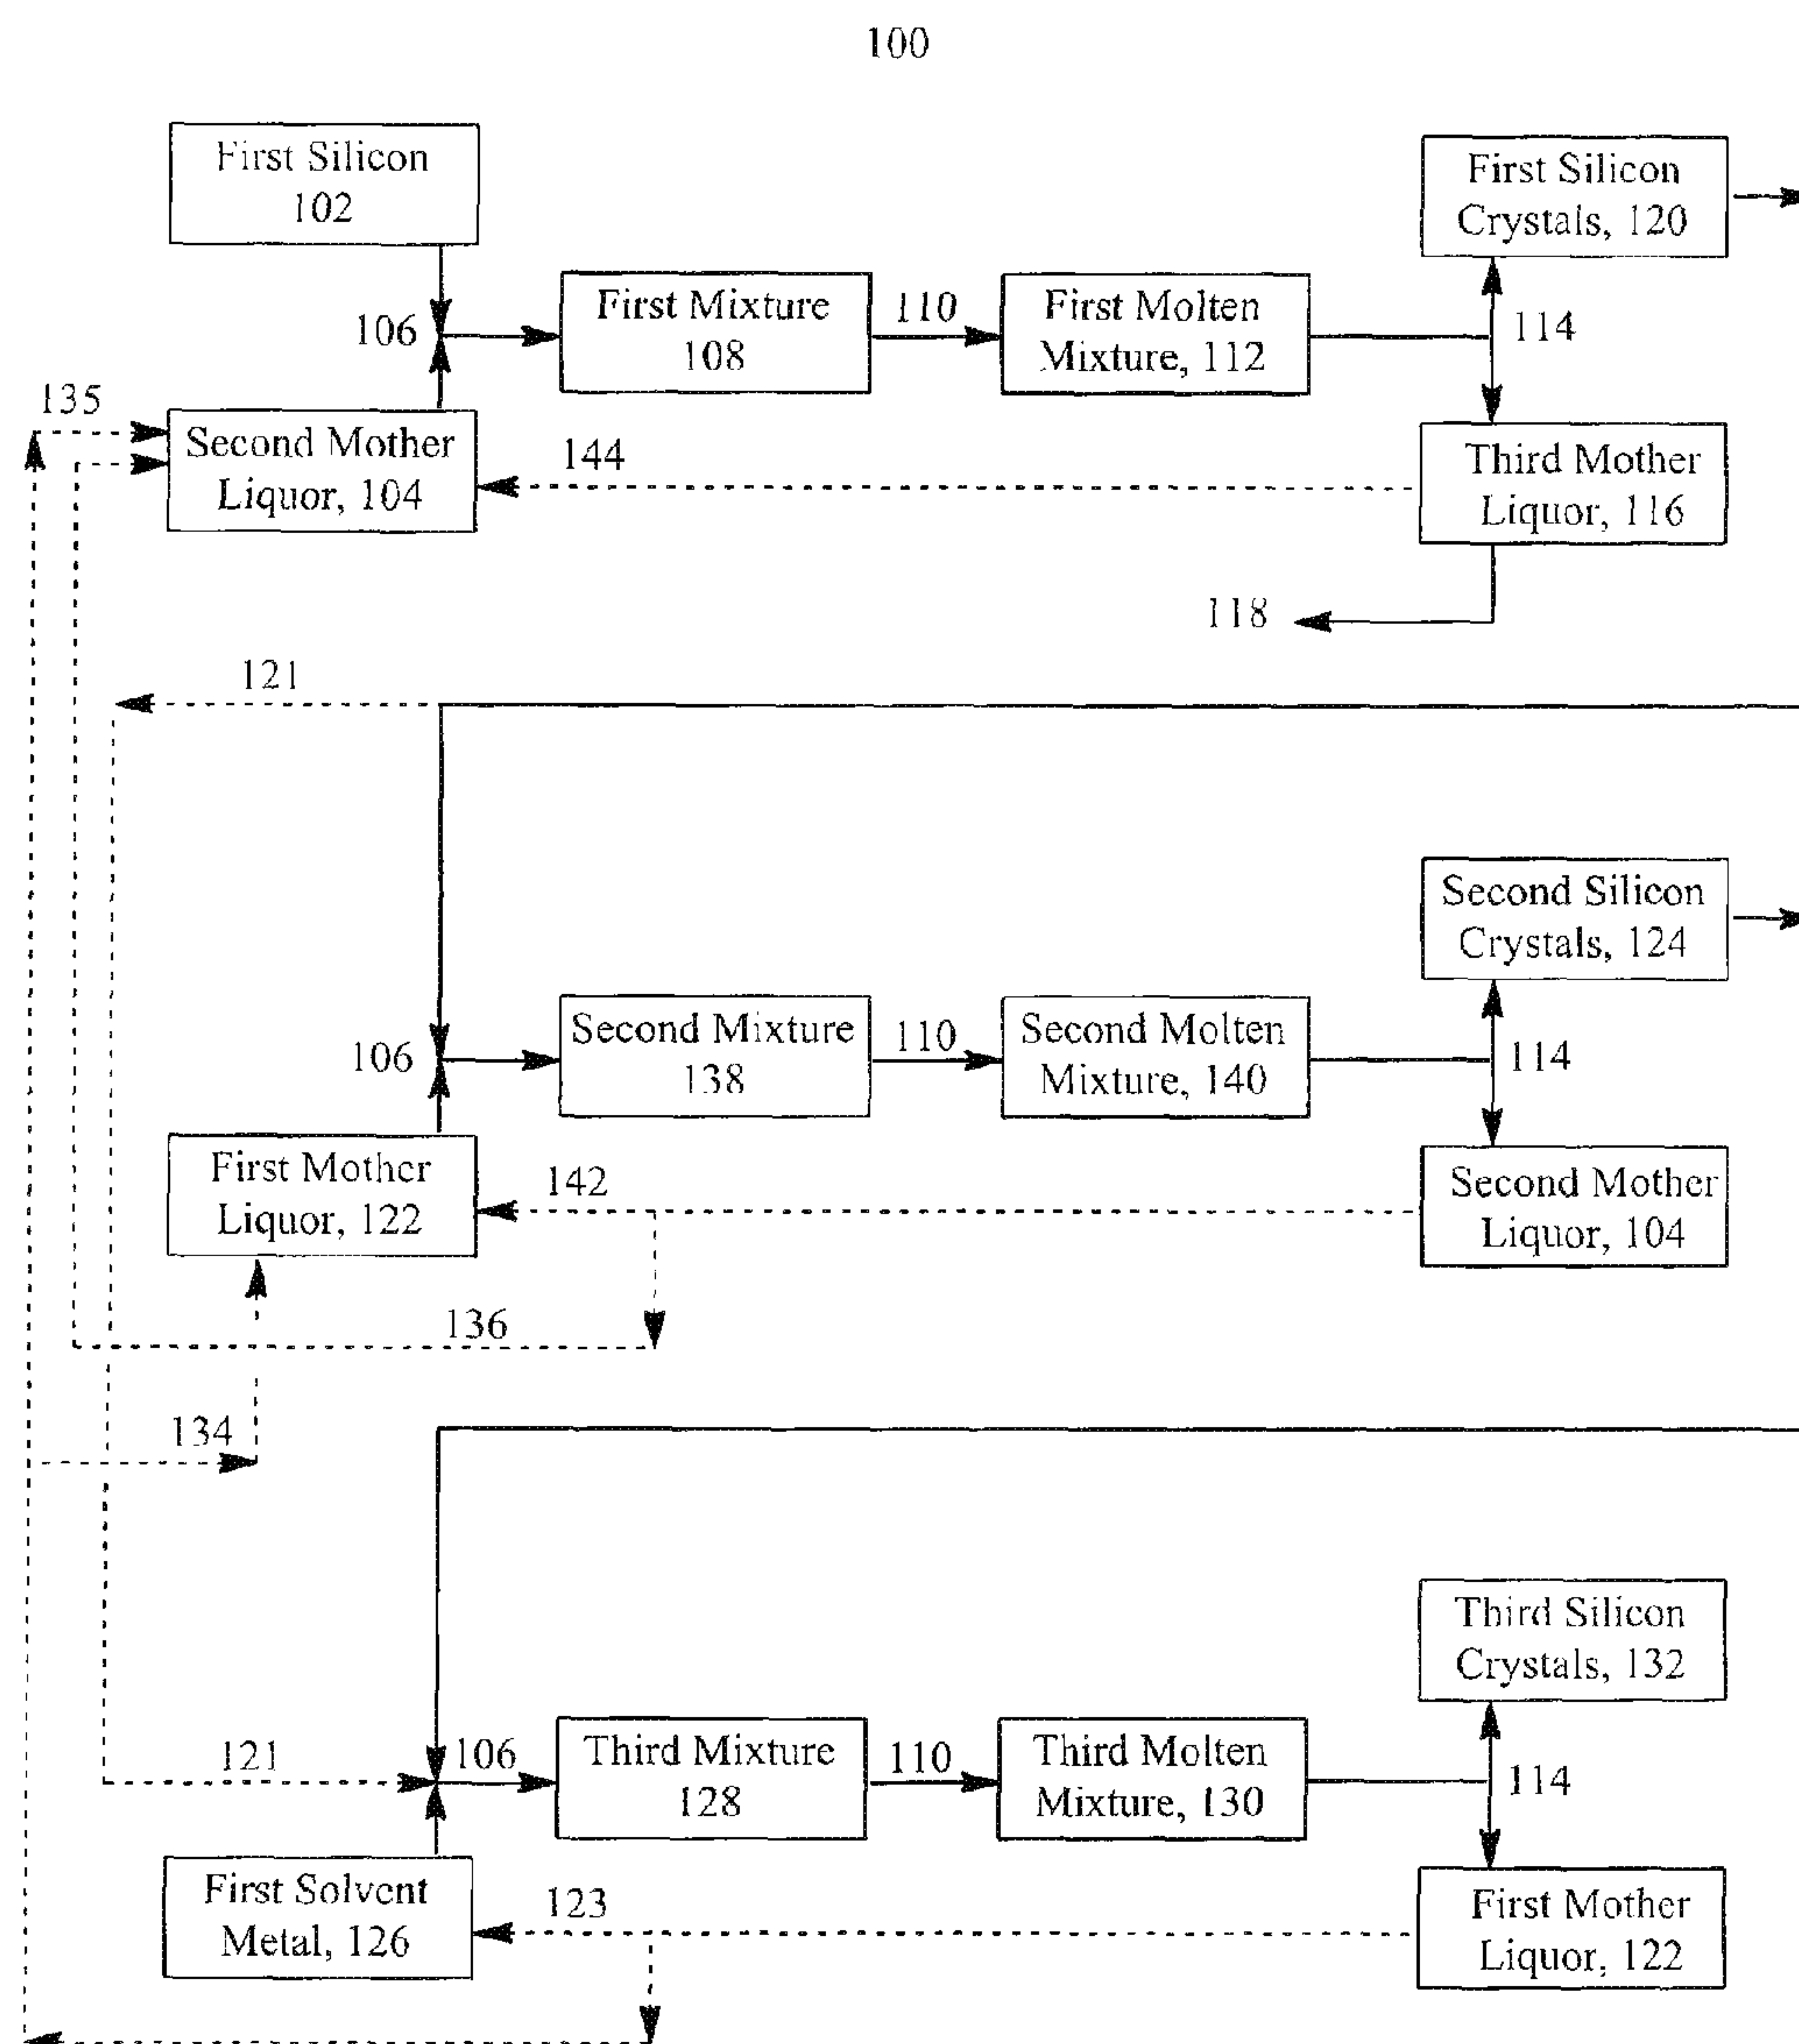 100
First Silicon
102
First Silicon
Crystals, 120
106
First Mixture
108
110
First Molten
Mixture, 112
114
135
Second Mother
Liquor, 104
144
Third Mother
Liquor, 116
118
121
Second Silicon
Crystals, 124
106
Second Mixture
138
110
Second Molten
Mixture, 140
114
First Mother
Liquor, 122
142
Second Mother
Liquor, 104
136
134
Third Silicon
Crystals, 132
121
106
Third Mixture
128
110
Third Molten
Mixture, 130
114
First Solvent
Metal, 126
123
First Mother
Liquor, 122